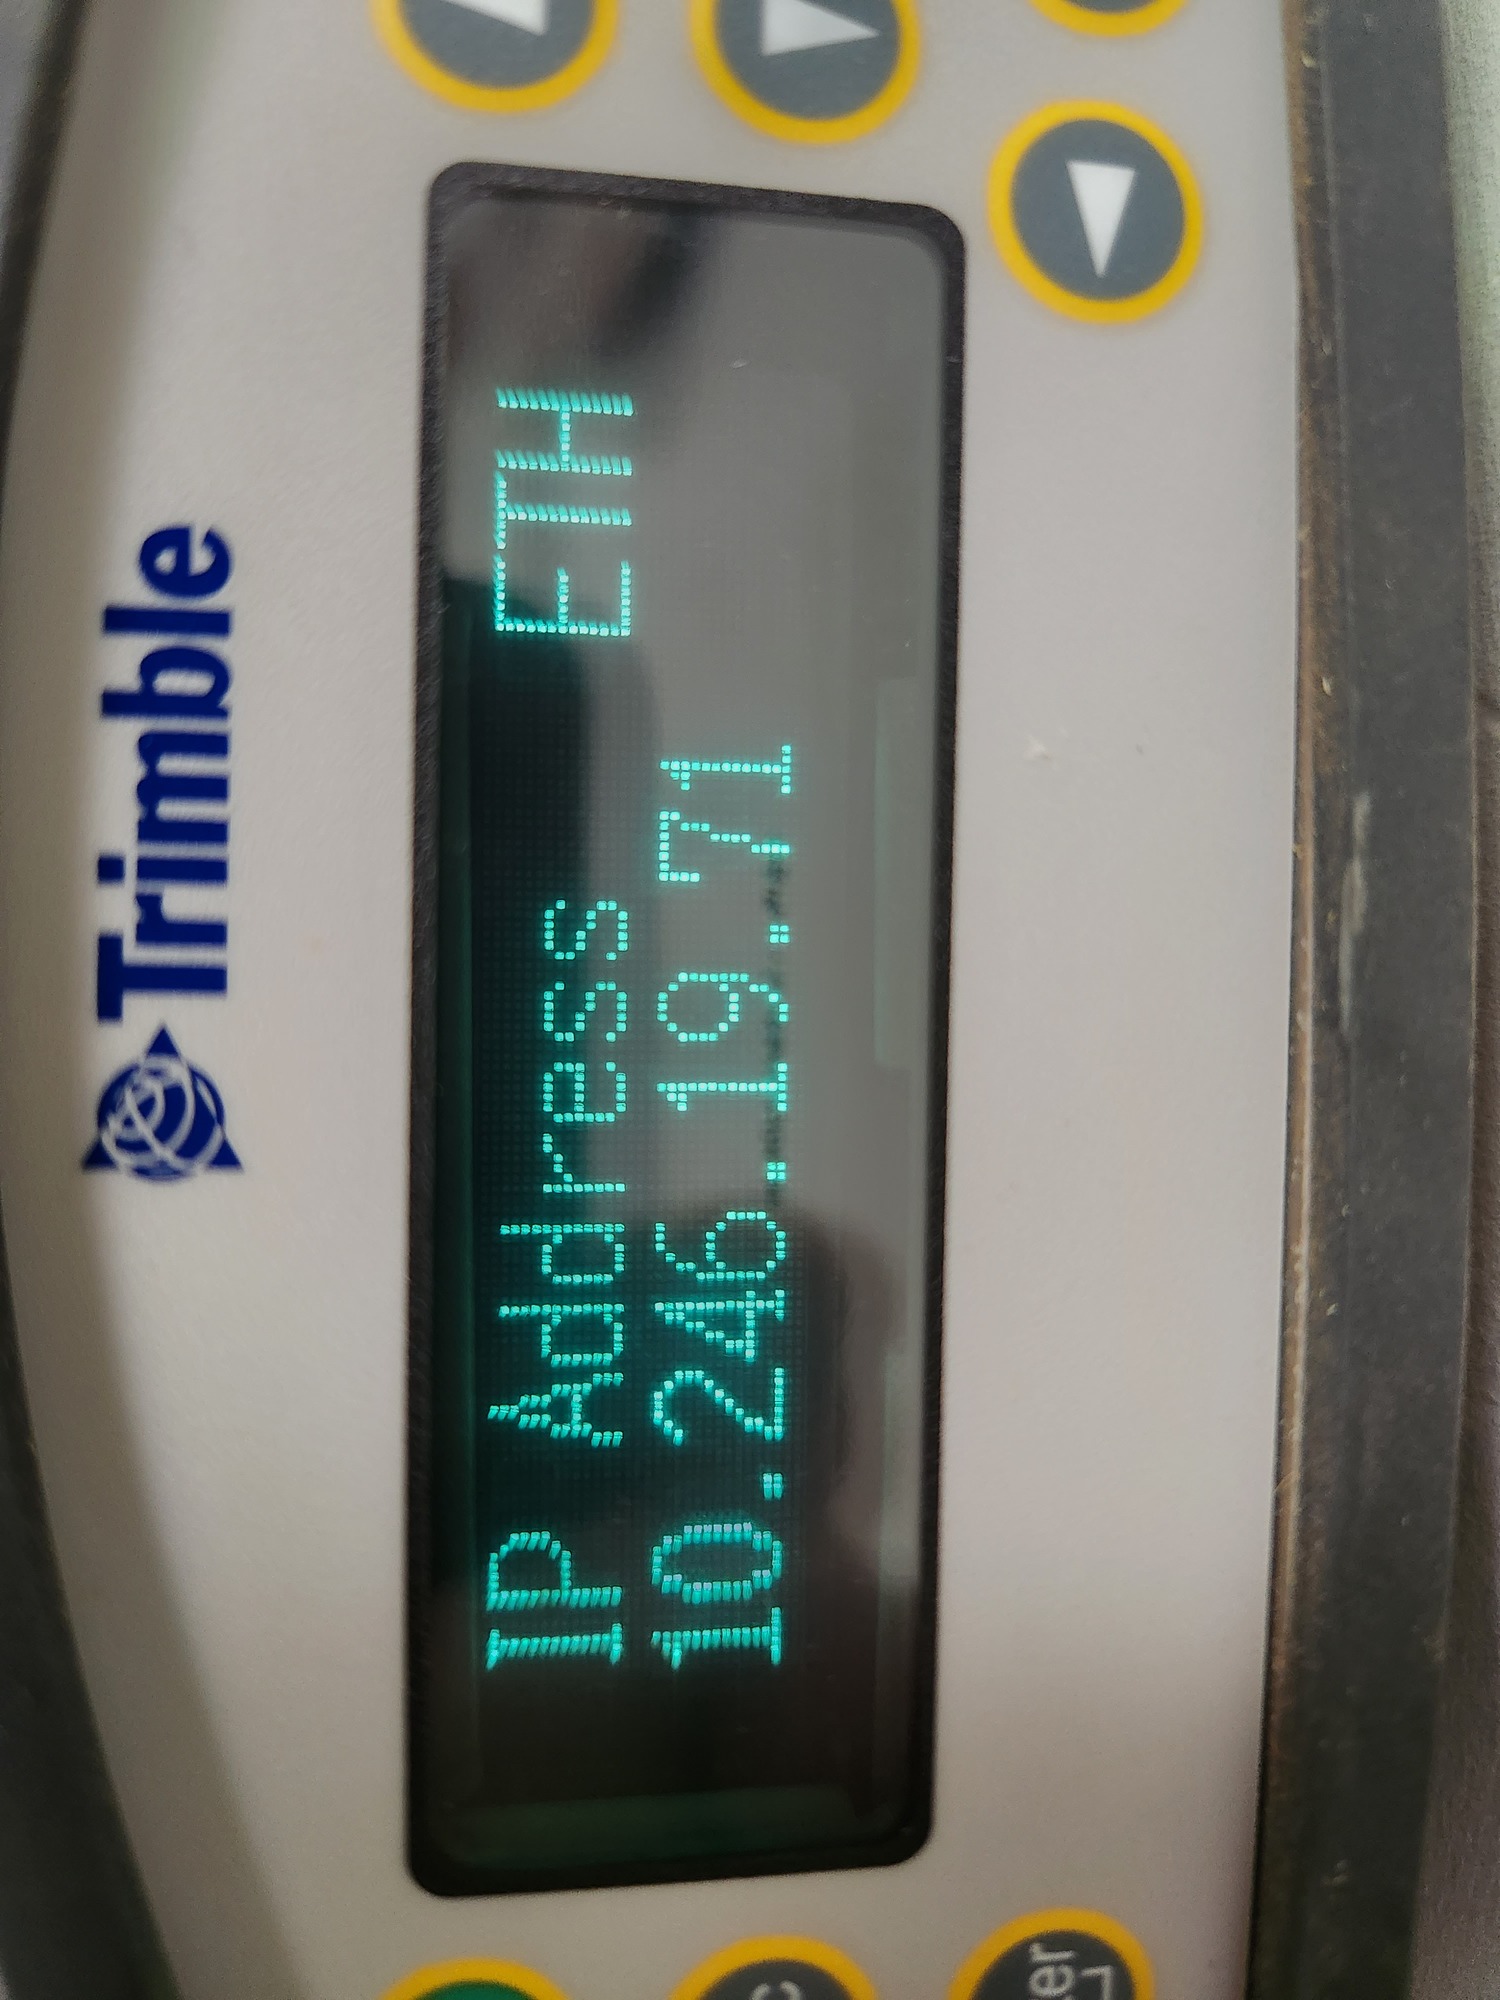 Trimble
IP Address ETH
10.246.19.71